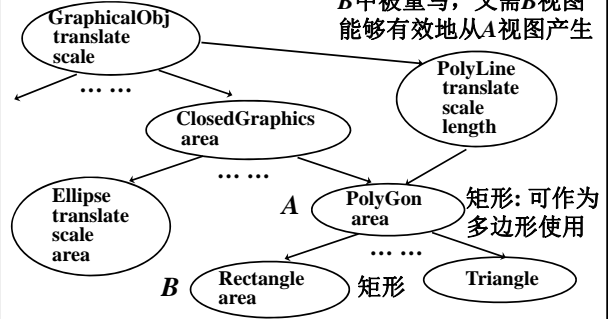 B中被重写，又需B视图
能够有效地从A视图产生
GraphicalObj
translate
scale
PolyLine
translate
scale
length
... ...
ClosedGraphics
area
... ...
Ellipse
translate
scale
area
A
PolyGon
area
矩形: 可作为
多边形使用
... ...
B
Rectangle
area
矩形
Triangle